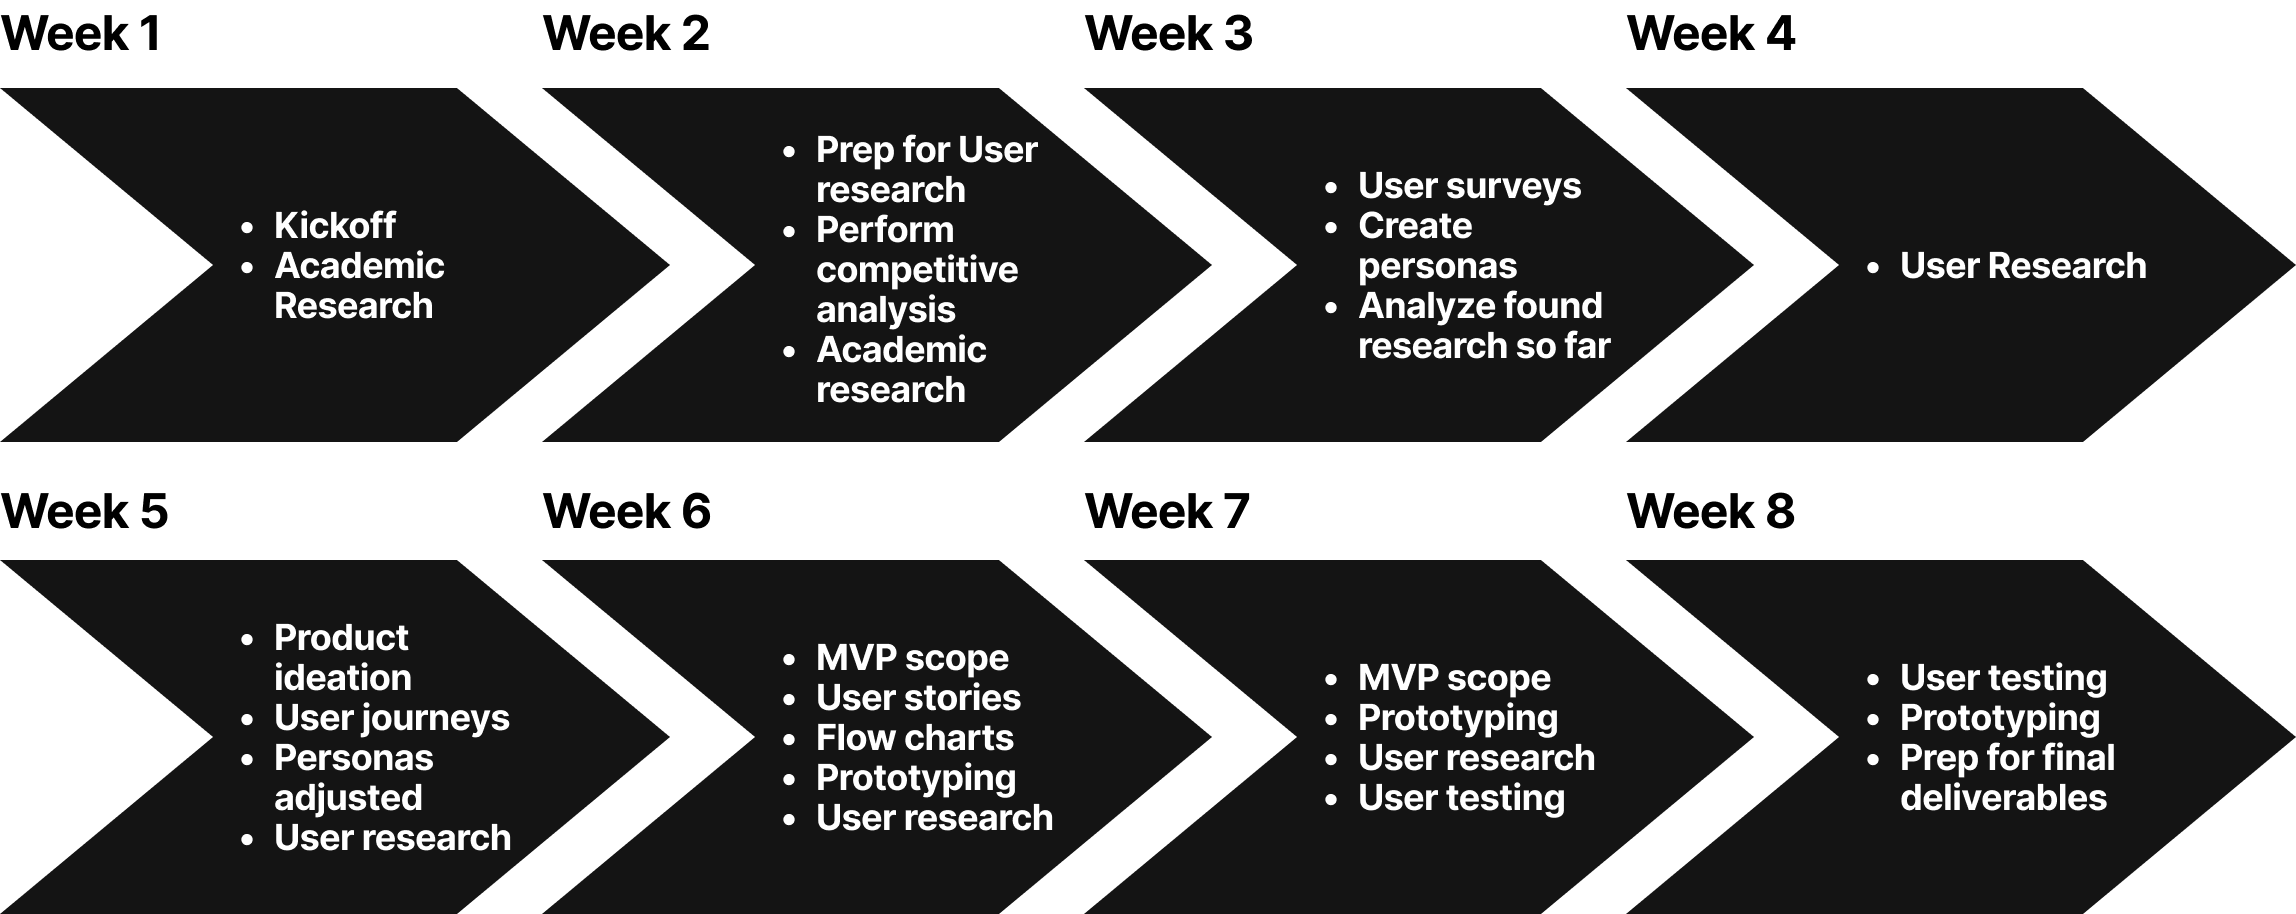 Week 1
• Kickoff
• Academic
Research
Week 2
• Prep for User
research
• Perform
competitive
analysis
• Academic
research
Week 3
• User surveys
• Create
personas
• Analyze found
research so far
Week 4
• User Research
Week 5
• Product
ideation
• User journeys
• Personas
adjusted
• User research
Week 6
• MVP scope
• User stories
• Flow charts
• Prototyping
• User research
Week 7
• MVP scope
• Prototyping
• User research
• User testing
Week 8
• User testing
• Prototyping
• Prep for final
deliverables